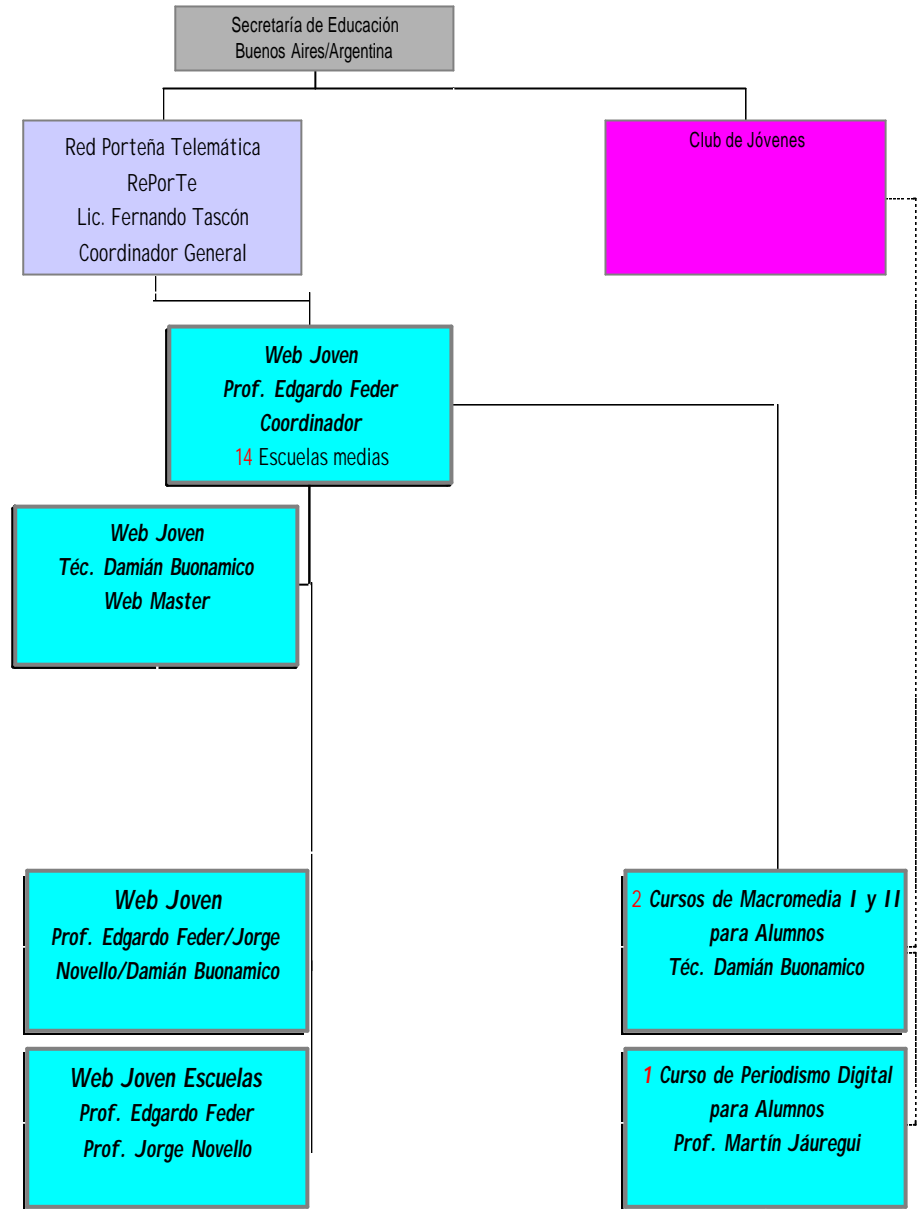 Secretaría de Educación
Buenos Aires/Argentina
Red Porteña Telemática
RePorTe
Lic. Fernando Tascón
Coordinador General
Club de Jóvenes
Web Joven
Prof. Edgardo Feder
Coordinador
14 Escuelas medias
Web Joven
Téc. Damián Buonamico
Web Master
Web Joven
Prof. Edgardo Feder/Jorge
Novello/Damián Buonamico
2 Cursos de Macromedia I y II
para Alumnos
Téc. Damián Buonamico
Web Joven Escuelas
Prof. Edgardo Feder
Prof. Jorge Novello
1 Curso de Periodismo Digital
para Alumnos
Prof. Martín Jáuregui